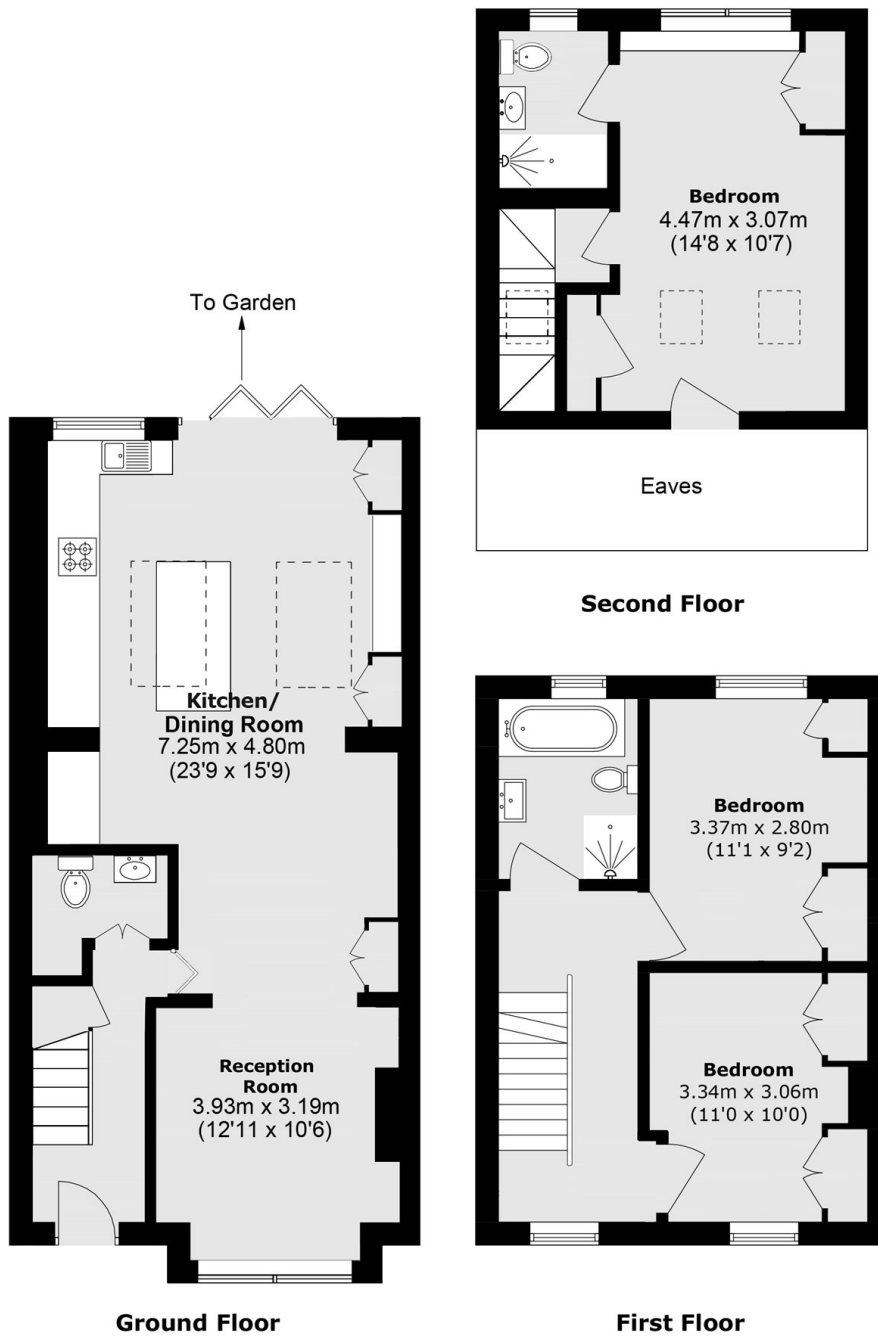 Bedroom
4.47m x 3.07m
(14'8 x 10'7)
Eaves
Second Floor
To Garden
Kitchen/
Dining Room
7.25m x 4.80m
(23'9 x 15'9)
Reception
Room
3.93m x 3.19m
(12'11 x 10'6)
Ground Floor
Bedroom
3.37m x 2.80m
(11'1 x 9'2)
Bedroom
3.34m x 3.06m
(11'0 x 10'0)
First Floor